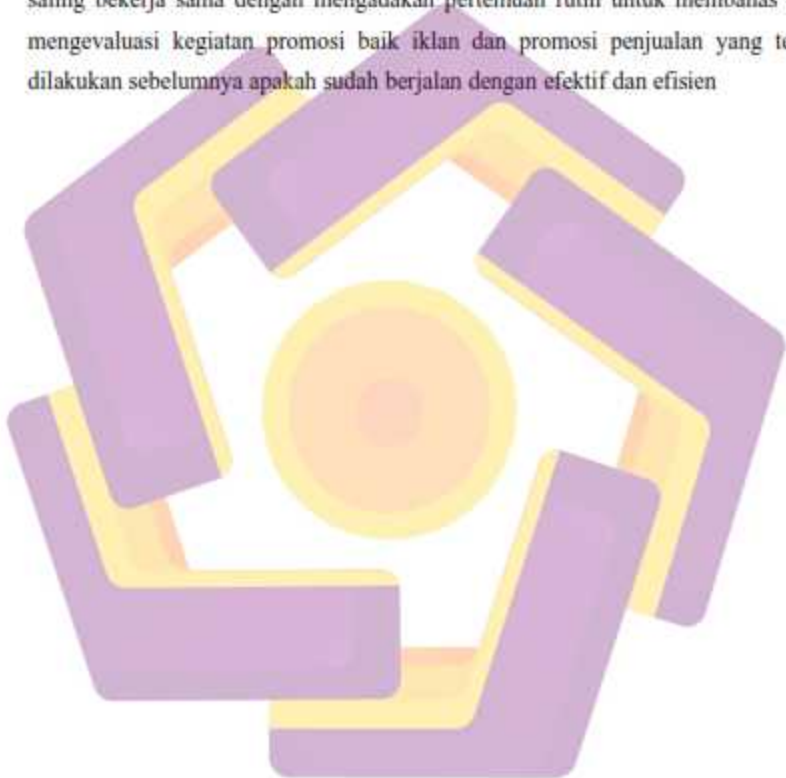 saling bekerja sama dengan mengadakan pertemuan rutin untuk membahas
mengevaluasi kegiatan promosi baik iklan dan promosi penjualan yang
dilakukan sebelumnya apakah sudah berjalan dengan efektif dan efisien